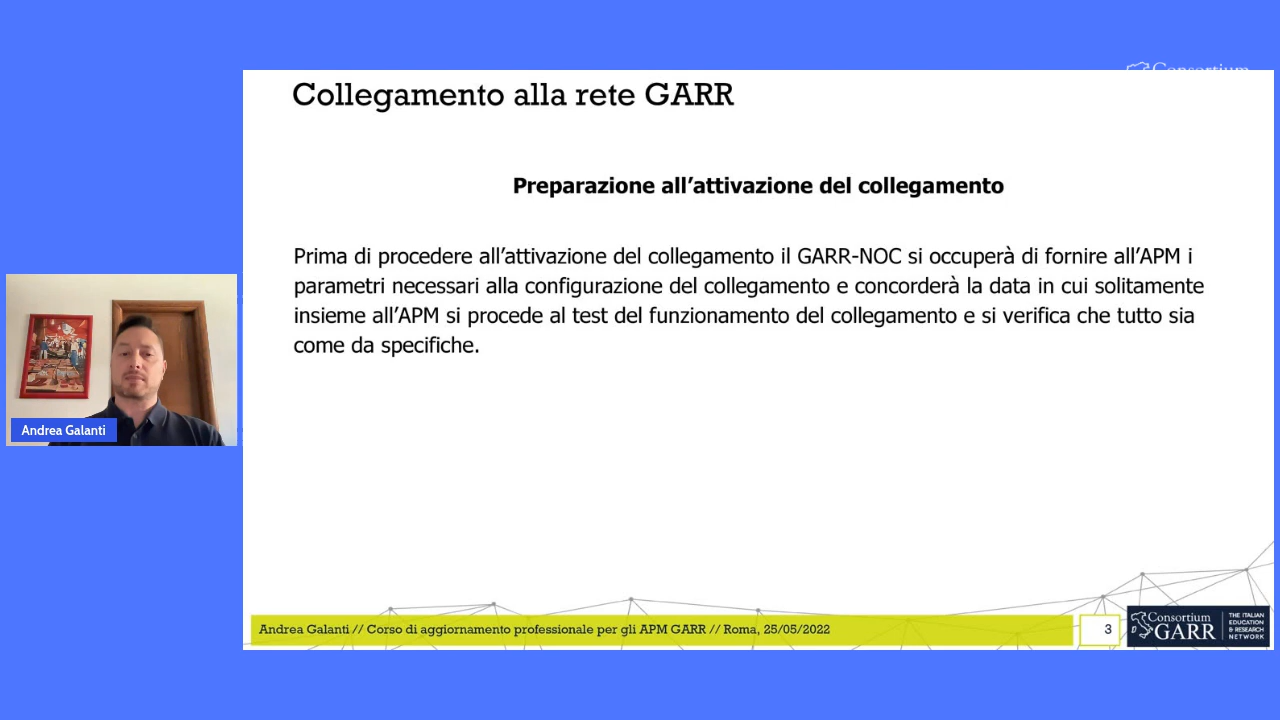 Consortium
Collegamento alla rete GARR
Preparazione all’attivazione del collegamento
Prima di procedere all’attivazione del collegamento il GARR-NOC si occuperà di fornire all’APM i
parametri necessari alla configurazione del collegamento e concorderà la data in cui solitamente
insieme all’APM si procede al test del funzionamento del collegamento e si verifica che tutto sia
come da specifiche.
Andrea Galanti
Andrea Galanti // Corso di aggiornamento professionale per gli APM GARR // Roma, 25/05/2022
3
Consortium
GARR
THE ITALIAN
EDUCATION
& RESEARCH
NETWORK